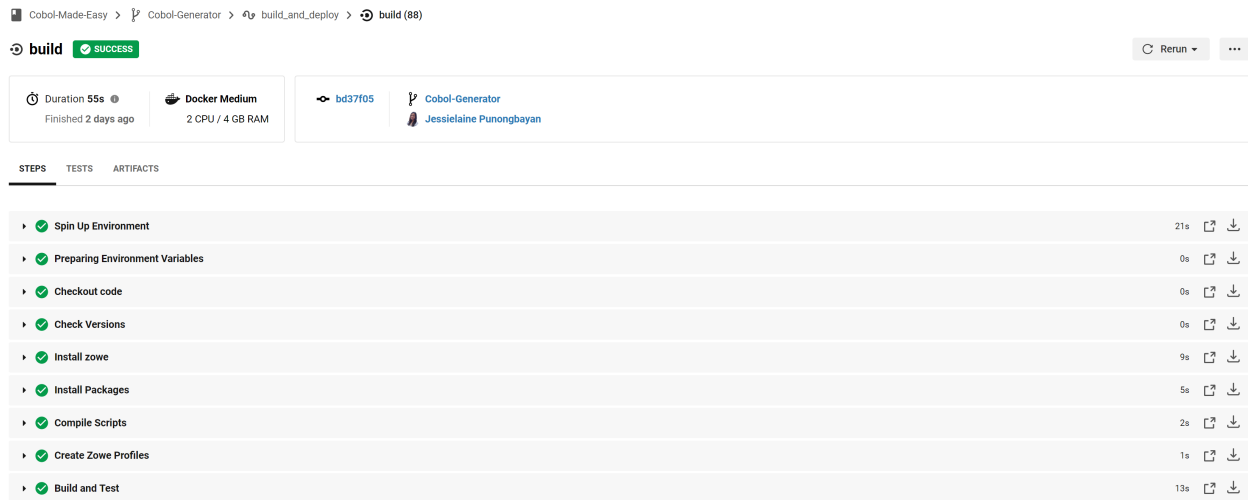 Cobol-Made-Easy > Cobol-Generator > build_and_deploy > build (88)
build SUCCESS Rerun
Duration 55s Docker Medium bd37f05 Cobol-Generator
Finished 2 days ago 2 CPU / 4 GB RAM Jessielaine Punongbayan
STEPS TESTS ARTIFACTS
Spin Up Environment 21s
Preparing Environment Variables 0s
Checkout code 0s
Check Versions 0s
Install zowe 9s
Install Packages 5s
Compile Scripts 2s
Create Zowe Profiles 1s
Build and Test 13s